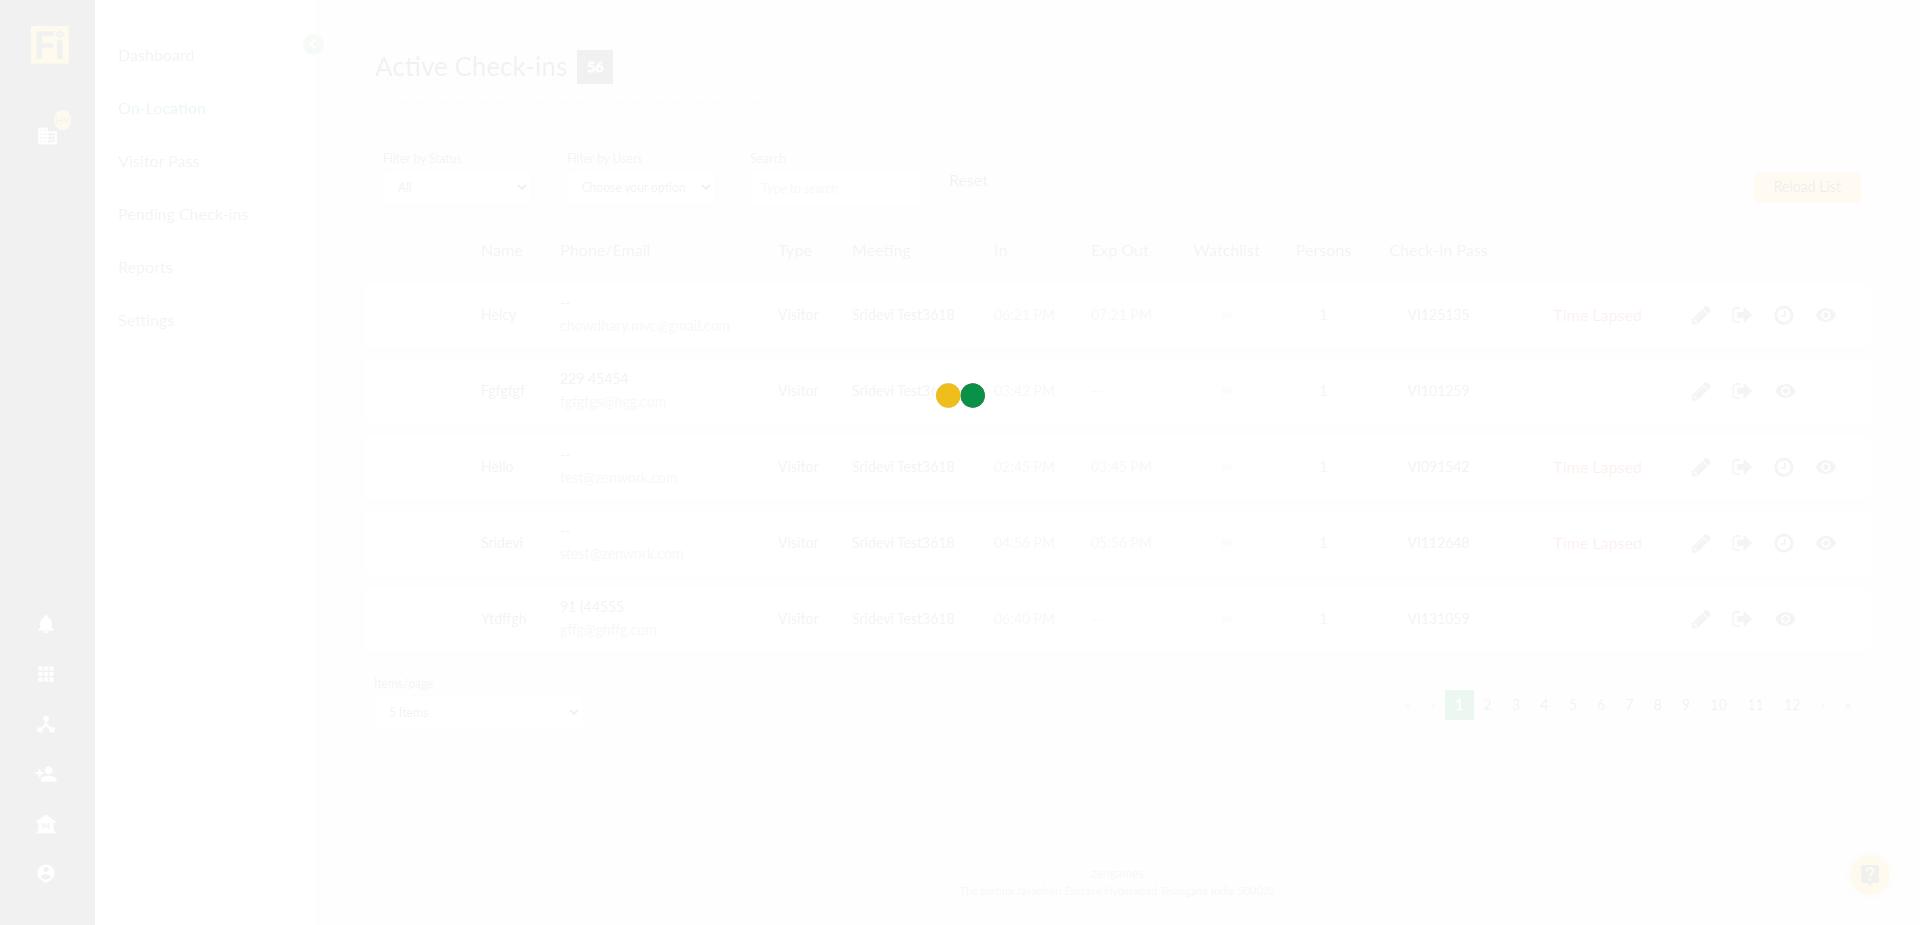 Fi
Dashboard
On-Location
Visitor Pass
Pending Check-ins
Reports
Settings
Active Check-ins 56
Filter by Status Filter by Users Search
All Choose your option Type to search Reset Reload List
Name Phone/Email Type Meeting In Exp Out Watchlist Persons Check-In Pass
--
Helcy Visitor Sridevi Test3618 06:21 PM 07:21 PM 1 VI125135 Time Lapsed
chowdhary.mvc@gmail.com
229 45454
Fgfgfgf Visitor Sridevi 03:42 PM -- 1 VI101259
fgfgfgs@hgg.com
--
Hello Visitor Sridevi Test3618 02:45 PM 03:45 PM 1 VI091542 Time Lapsed
test@zenwork.com
--
Sridevi Visitor Sridevi Test3618 04:56 PM 05:56 PM 1 VI112648 Time Lapsed
stest@zenwork.com
91 (44555
Ytdffgh Visitor Sridevi Test3618 06:40 PM -- 1 VI131059
gffg@ghffg.com
Items/page
5 Items
« ‹ 1 2 3 4 5 6 7 8 9 10 11 12 › »
zengames
Hyderabad Telangana India